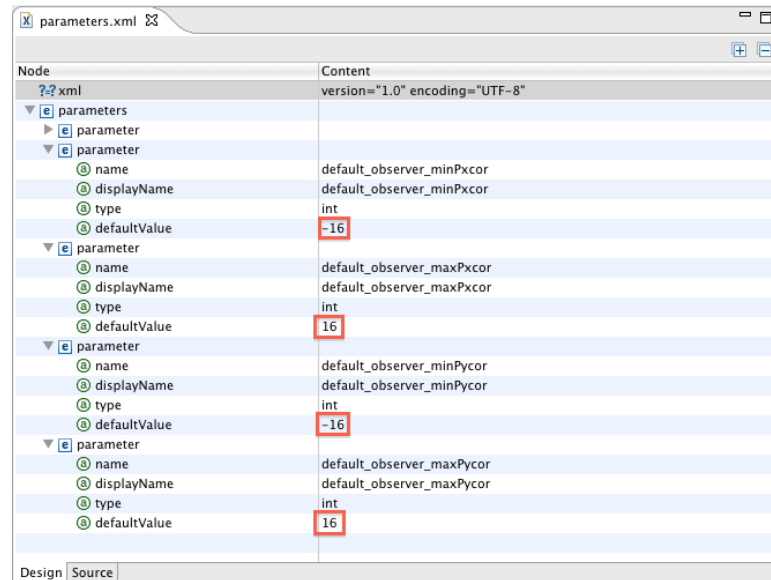 parameters.xml
Node Content
?=? xml version="1.0" encoding="UTF-8"
e parameters
e parameter
e parameter
a name default_observer_minPxcor
a displayName default_observer_minPxcor
a type int
a defaultValue -16
e parameter
a name default_observer_maxPxcor
a displayName default_observer_maxPxcor
a type int
a defaultValue 16
e parameter
a name default_observer_minPycor
a displayName default_observer_minPycor
a type int
a defaultValue -16
e parameter
a name default_observer_maxPycor
a displayName default_observer_maxPycor
a type int
a defaultValue 16
Design Source